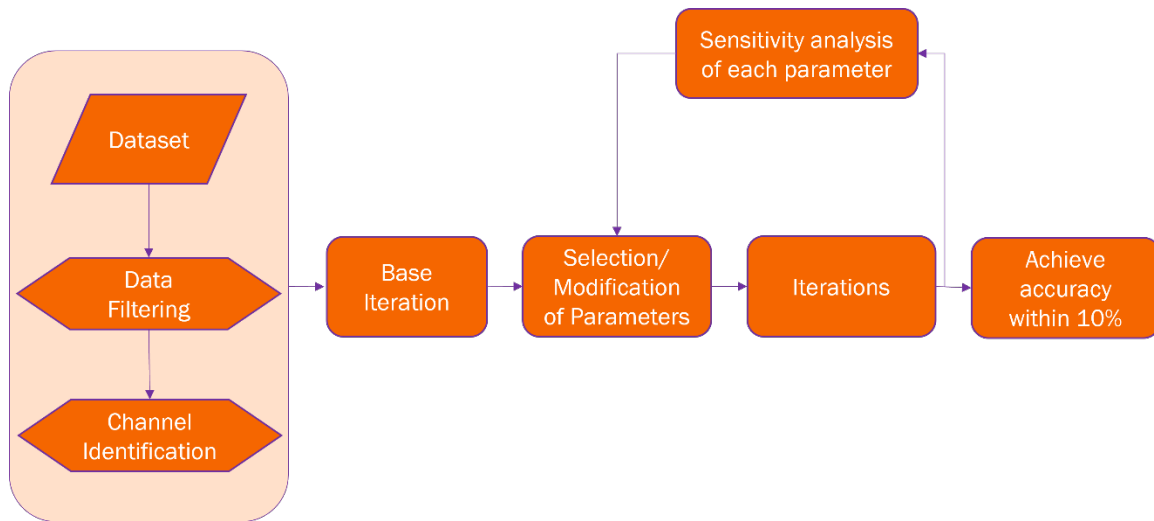 Sensitivity analysis
of each parameter
Dataset
Data
Filtering
Channel
Identification
Base
Iteration
Selection/
Modification
of Parameters
Iterations
Achieve
accuracy
within 10%